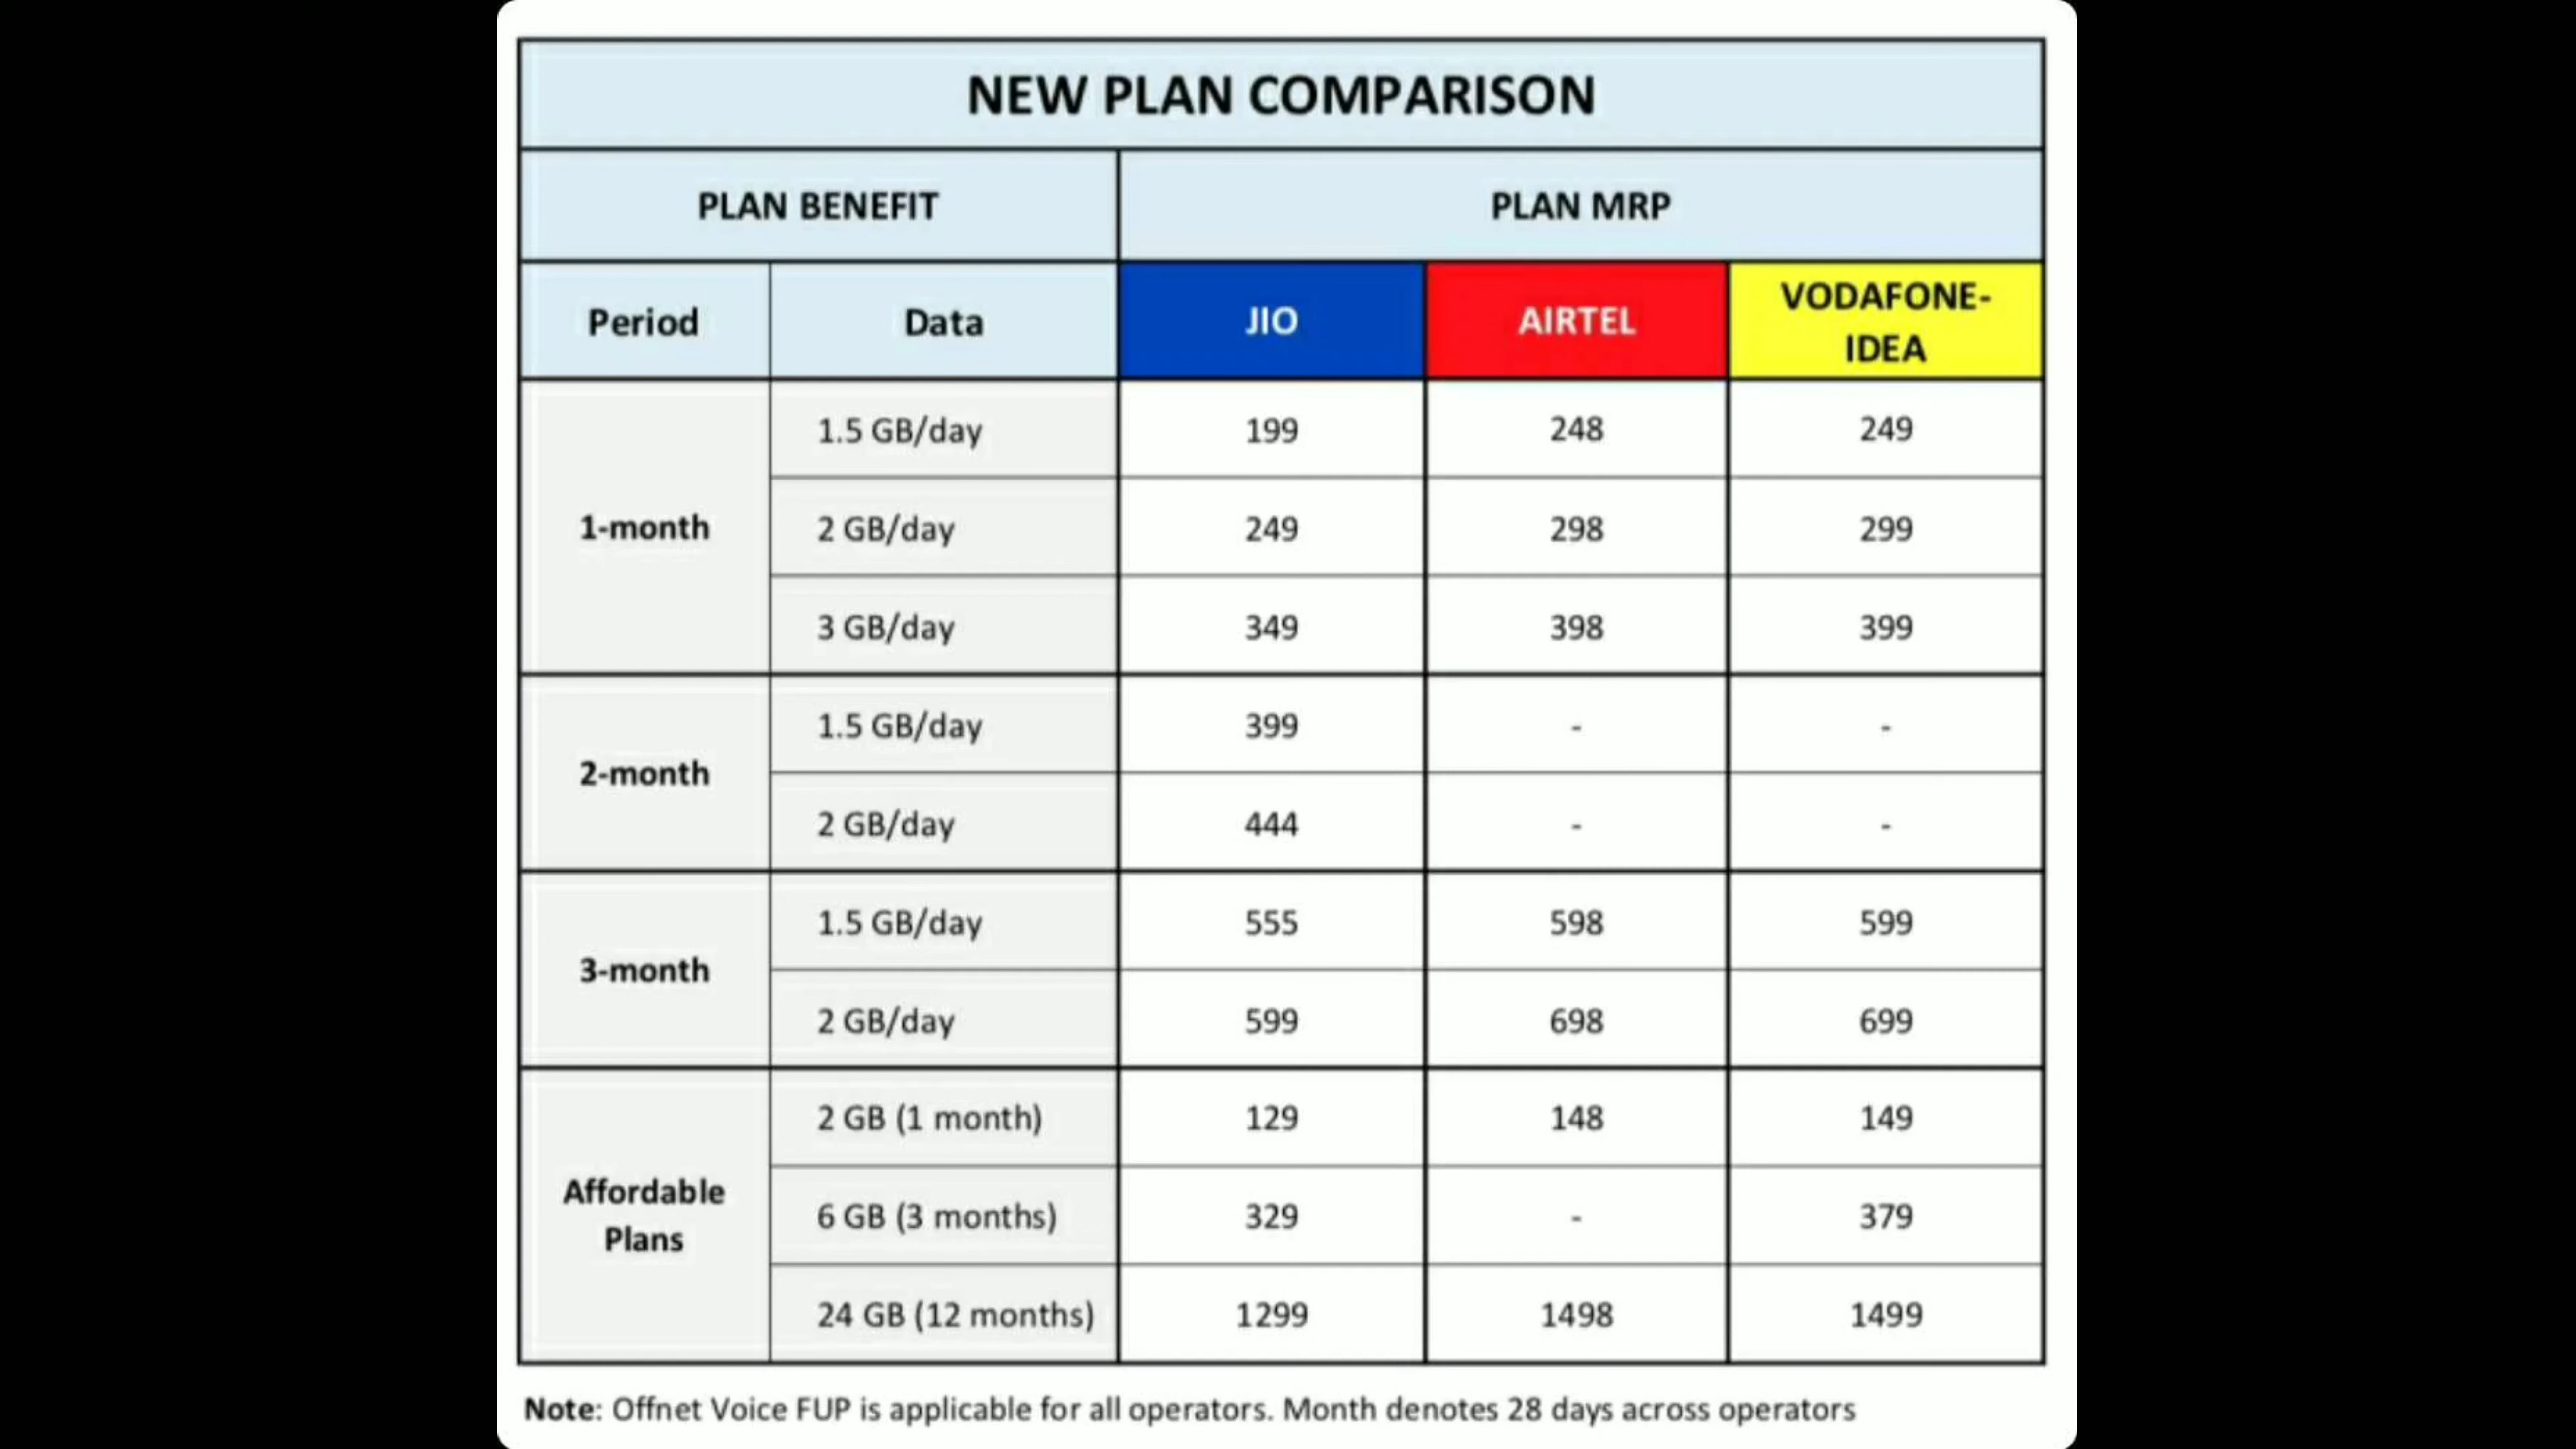 NEW PLAN COMPARISON
PLAN BENEFIT PLAN MRP
Period Data JIO AIRTEL VODAFONE-
IDEA
1-month 1.5 GB/day 199 248 249
2 GB/day 249 298 299
3 GB/day 349 398 399
2-month 1.5 GB/day 399 - -
2 GB/day 444 - -
3-month 1.5 GB/day 555 598 599
2 GB/day 599 698 699
Affordable
Plans
2 GB (1 month) 129 148 149
6 GB (3 months) 329 - 379
24 GB (12 months) 1299 1498 1499
Note: Offnet Voice FUP is applicable for all operators. Month denotes 28 days across operators